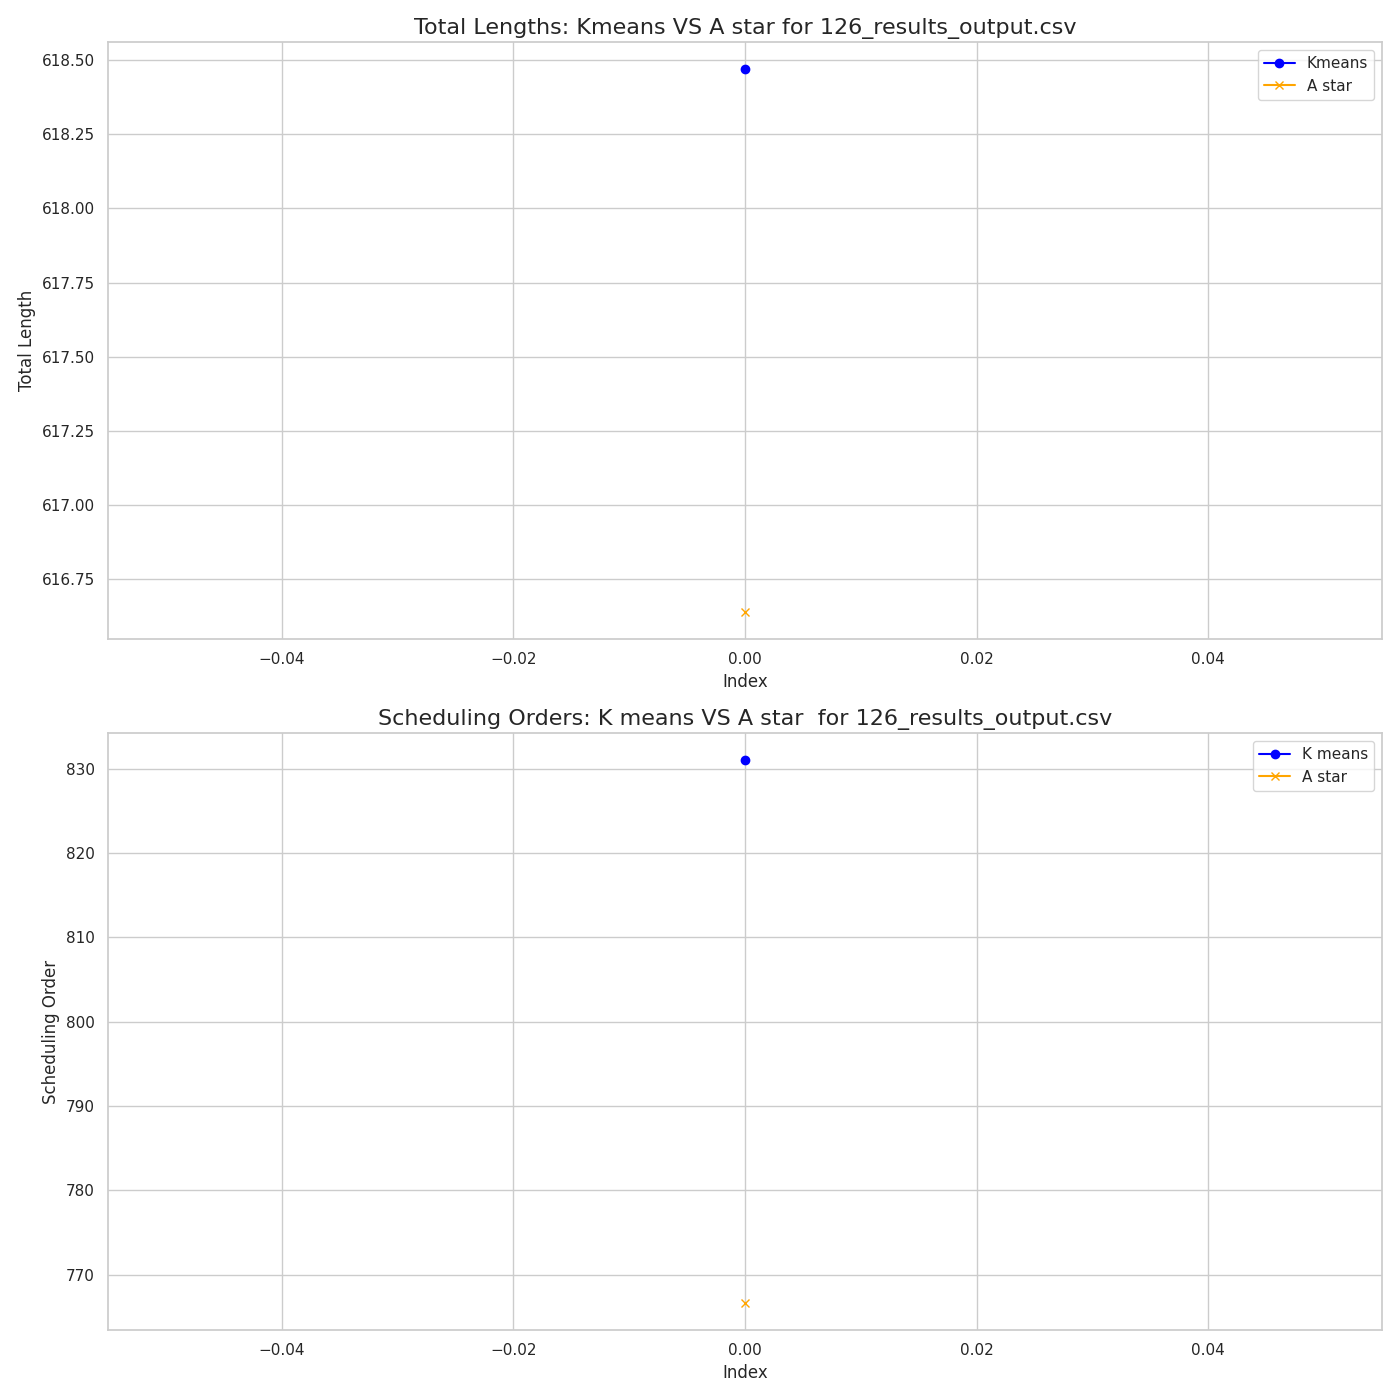 Total Lengths: Kmeans VS A star for 126_results_output.csv
618.50
618.25
618.00
617.75
617.50
617.25
617.00
616.75
Total Length
Kmeans
A star
−0.04
−0.02
0.00
0.02
0.04
Index
Scheduling Orders: K means VS A star  for 126_results_output.csv
830
820
810
800
790
780
770
Scheduling Order
K means
A star
−0.04
−0.02
0.00
0.02
0.04
Index